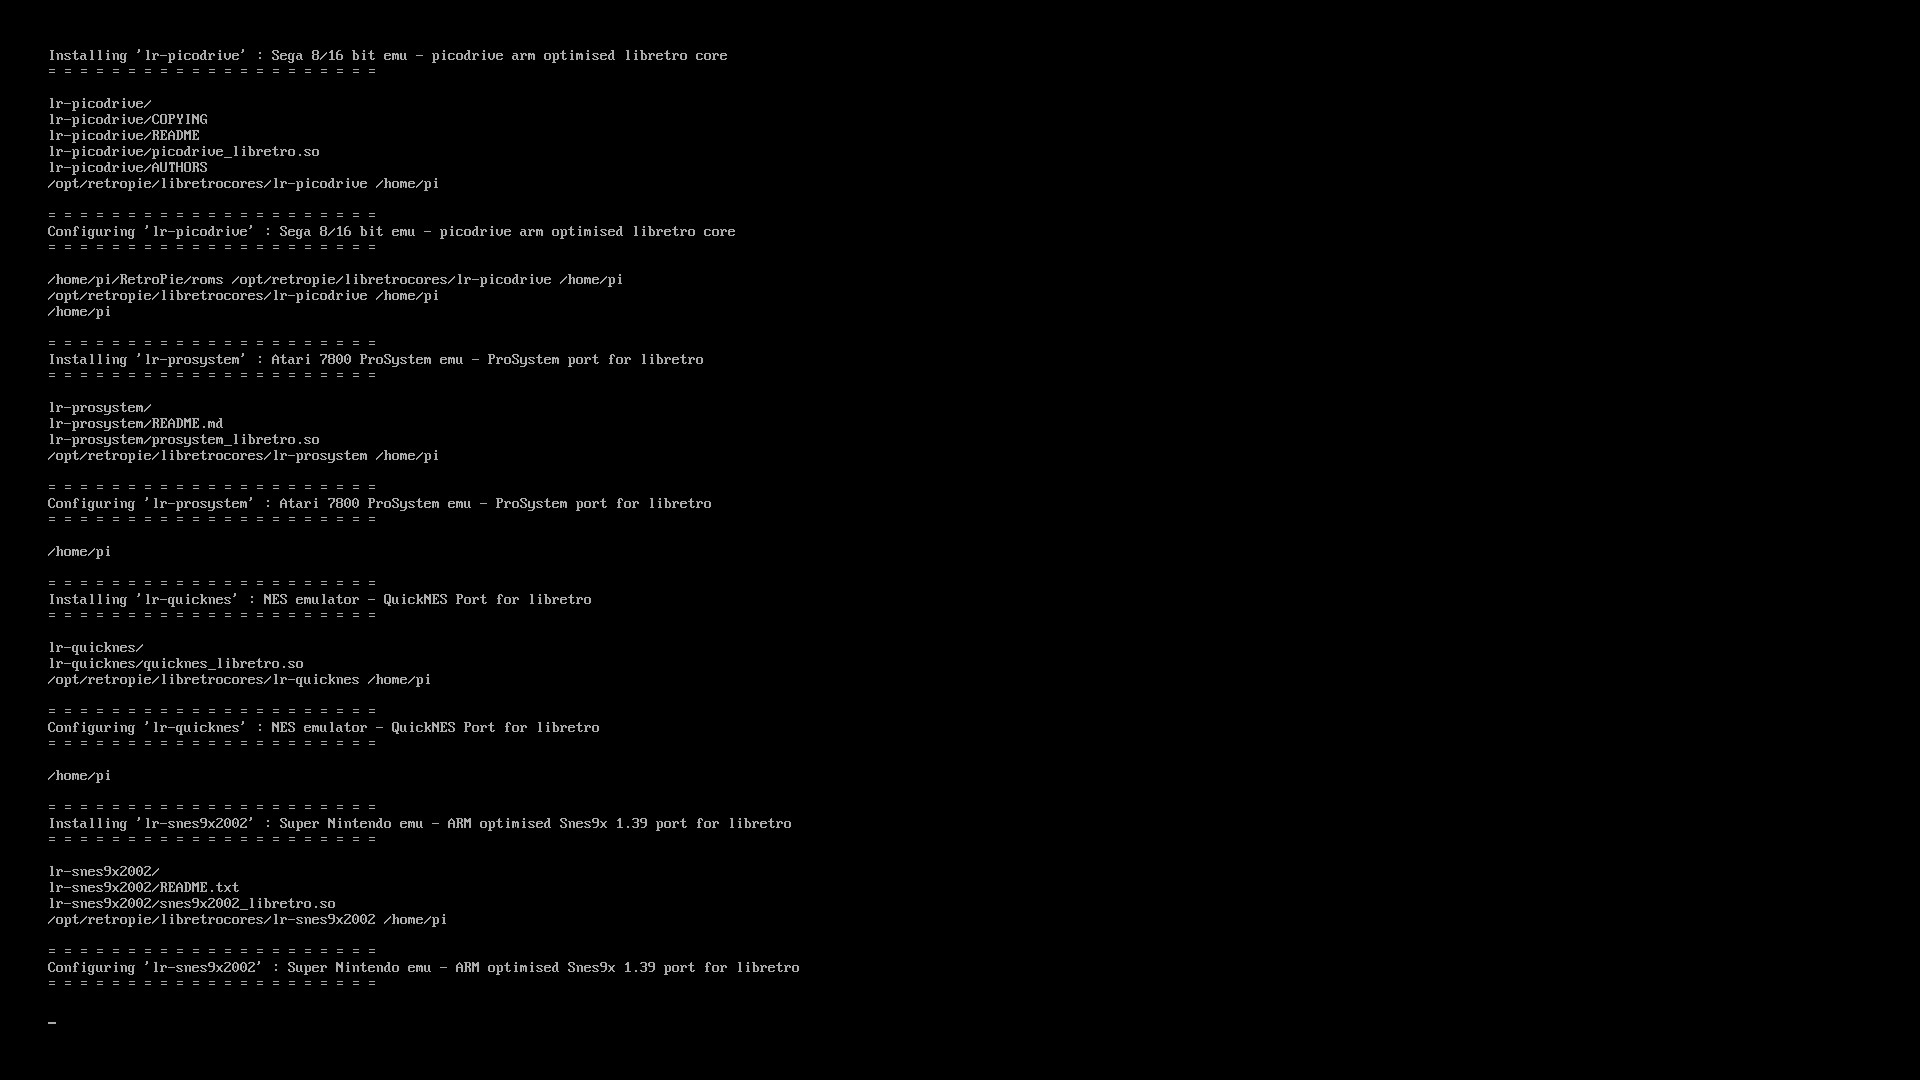 Installing 'lr-picodrive' : Sega 8/16 bit emu - picodrive arm optimised libretro core
= = = = = = = = = = = = = = = = = = = = =
lr-picodrive/
lr-picodrive/COPYING
lr-picodrive/README
lr-picodrive/picodrive_libretro.so
lr-picodrive/AUTHORS
/opt/retropie/libretrocores/lr-picodrive /home/pi
= = = = = = = = = = = = = = = = = = = = =
Configuring 'lr-picodrive' : Sega 8/16 bit emu - picodrive arm optimised libretro core
= = = = = = = = = = = = = = = = = = = = =
/home/pi/RetroPie/roms /opt/retropie/libretrocores/lr-picodrive /home/pi
/opt/retropie/libretrocores/lr-picodrive /home/pi
/home/pi
= = = = = = = = = = = = = = = = = = = = =
Installing 'lr-prosystem' : Atari 7800 ProSystem emu - ProSystem port for libretro
= = = = = = = = = = = = = = = = = = = = =
lr-prosystem/
lr-prosystem/README.md
lr-prosystem/prosystem_libretro.so
/opt/retropie/libretrocores/lr-prosystem /home/pi
= = = = = = = = = = = = = = = = = = = = =
Configuring 'lr-prosystem' : Atari 7800 ProSystem emu - ProSystem port for libretro
= = = = = = = = = = = = = = = = = = = = =
/home/pi
= = = = = = = = = = = = = = = = = = = = =
Installing 'lr-quicknes' : NES emulator - QuickNES Port for libretro
= = = = = = = = = = = = = = = = = = = = =
lr-quicknes/
lr-quicknes/quicknes_libretro.so
/opt/retropie/libretrocores/lr-quicknes /home/pi
= = = = = = = = = = = = = = = = = = = = =
Configuring 'lr-quicknes' : NES emulator - QuickNES Port for libretro
= = = = = = = = = = = = = = = = = = = = =
/home/pi
= = = = = = = = = = = = = = = = = = = = =
Installing 'lr-snes9x2002' : Super Nintendo emu - ARM optimised Snes9x 1.39 port for libretro
= = = = = = = = = = = = = = = = = = = = =
lr-snes9x2002/
lr-snes9x2002/README.txt
lr-snes9x2002/snes9x2002_libretro.so
/opt/retropie/libretrocores/lr-snes9x2002 /home/pi
= = = = = = = = = = = = = = = = = = = = =
Configuring 'lr-snes9x2002' : Super Nintendo emu - ARM optimised Snes9x 1.39 port for libretro
= = = = = = = = = = = = = = = = = = = = =
_